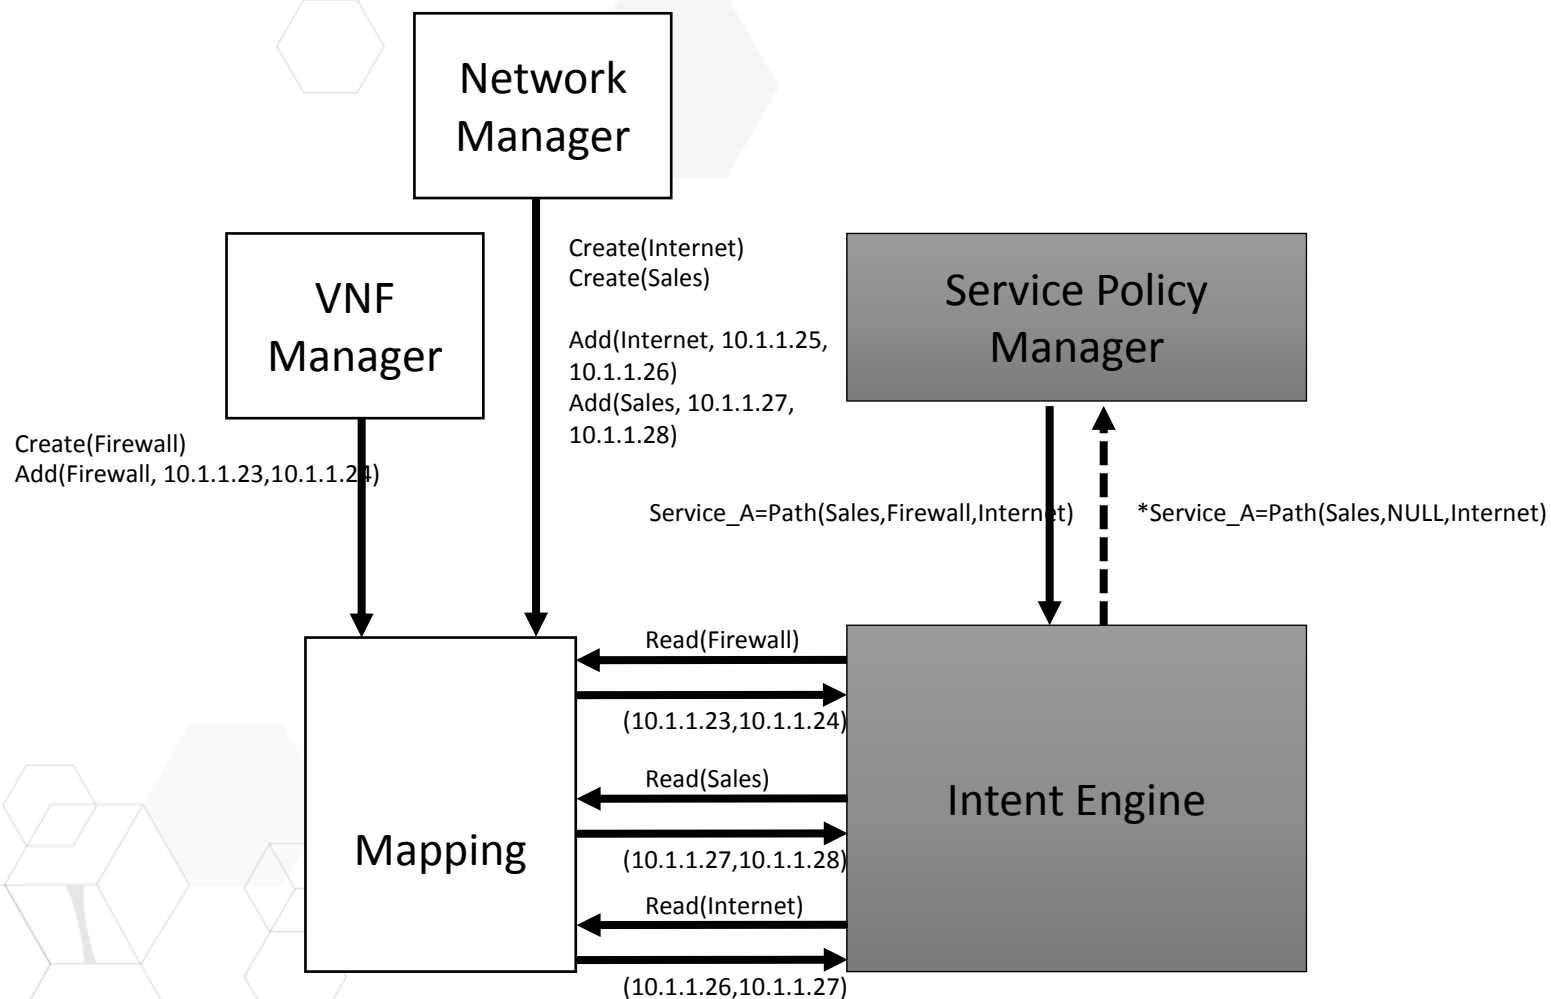 Network
Manager
VNF
Manager
Create(Internet)
Create(Sales)
Add(Internet, 10.1.1.25,
10.1.1.26)
Add(Sales, 10.1.1.27,
10.1.1.28)
Service Policy
Manager
Create(Firewall)
Add(Firewall, 10.1.1.23,10.1.1.24)
Service_A=Path(Sales,Firewall,Internet)
*Service_A=Path(Sales,NULL,Internet)
Read(Firewall)
(10.1.1.23,10.1.1.24)
Read(Sales)
(10.1.1.27,10.1.1.28)
Read(Internet)
(10.1.1.26,10.1.1.27)
Mapping
Intent Engine